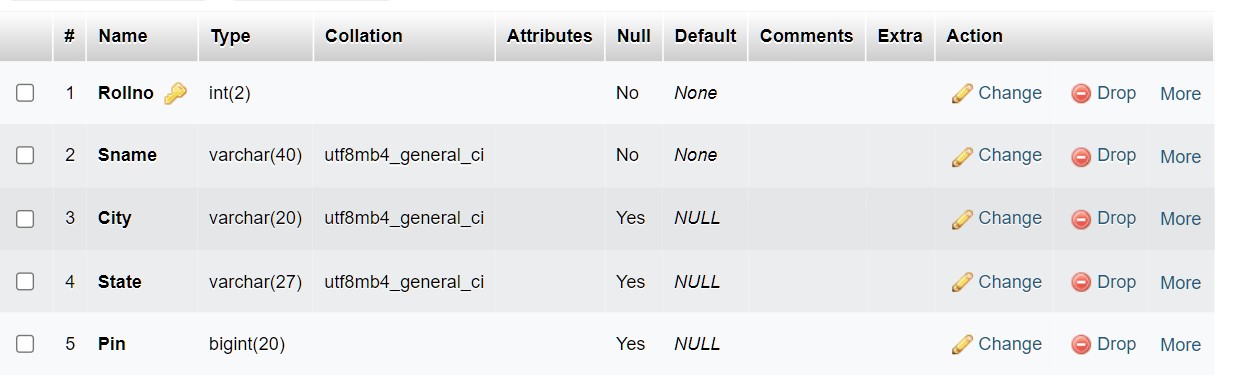 # Name Type Collation Attributes Null Default Comments Extra Action
1 Rollno int(2) No None Change Drop More
2 Sname varchar(40) utf8mb4_general_ci No None Change Drop More
3 City varchar(20) utf8mb4_general_ci Yes NULL Change Drop More
4 State varchar(27) utf8mb4_general_ci Yes NULL Change Drop More
5 Pin bigint(20) Yes NULL Change Drop More